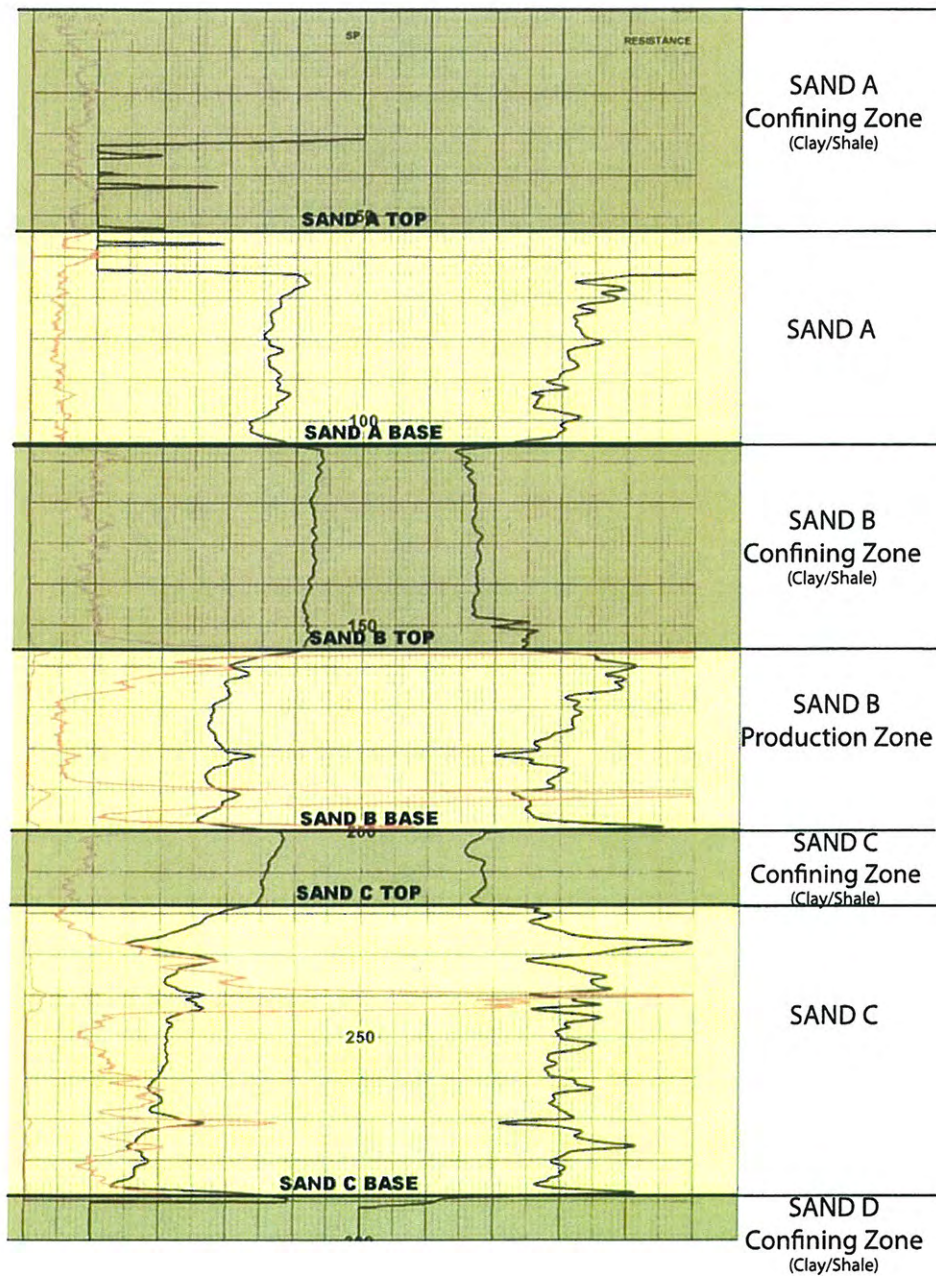 SP
RESISTANCE
SAND A
Confining Zone
(Clay/Shale)
50
SAND A TOP
SAND A
100
SAND A BASE
SAND B
Confining Zone
(Clay/Shale)
150
SAND B TOP
SAND B
Production Zone
SAND B BASE
200
SAND C
Confining Zone
(Clay/Shale)
SAND C TOP
SAND C
250
SAND C BASE
SAND D
Confining Zone
(Clay/Shale)